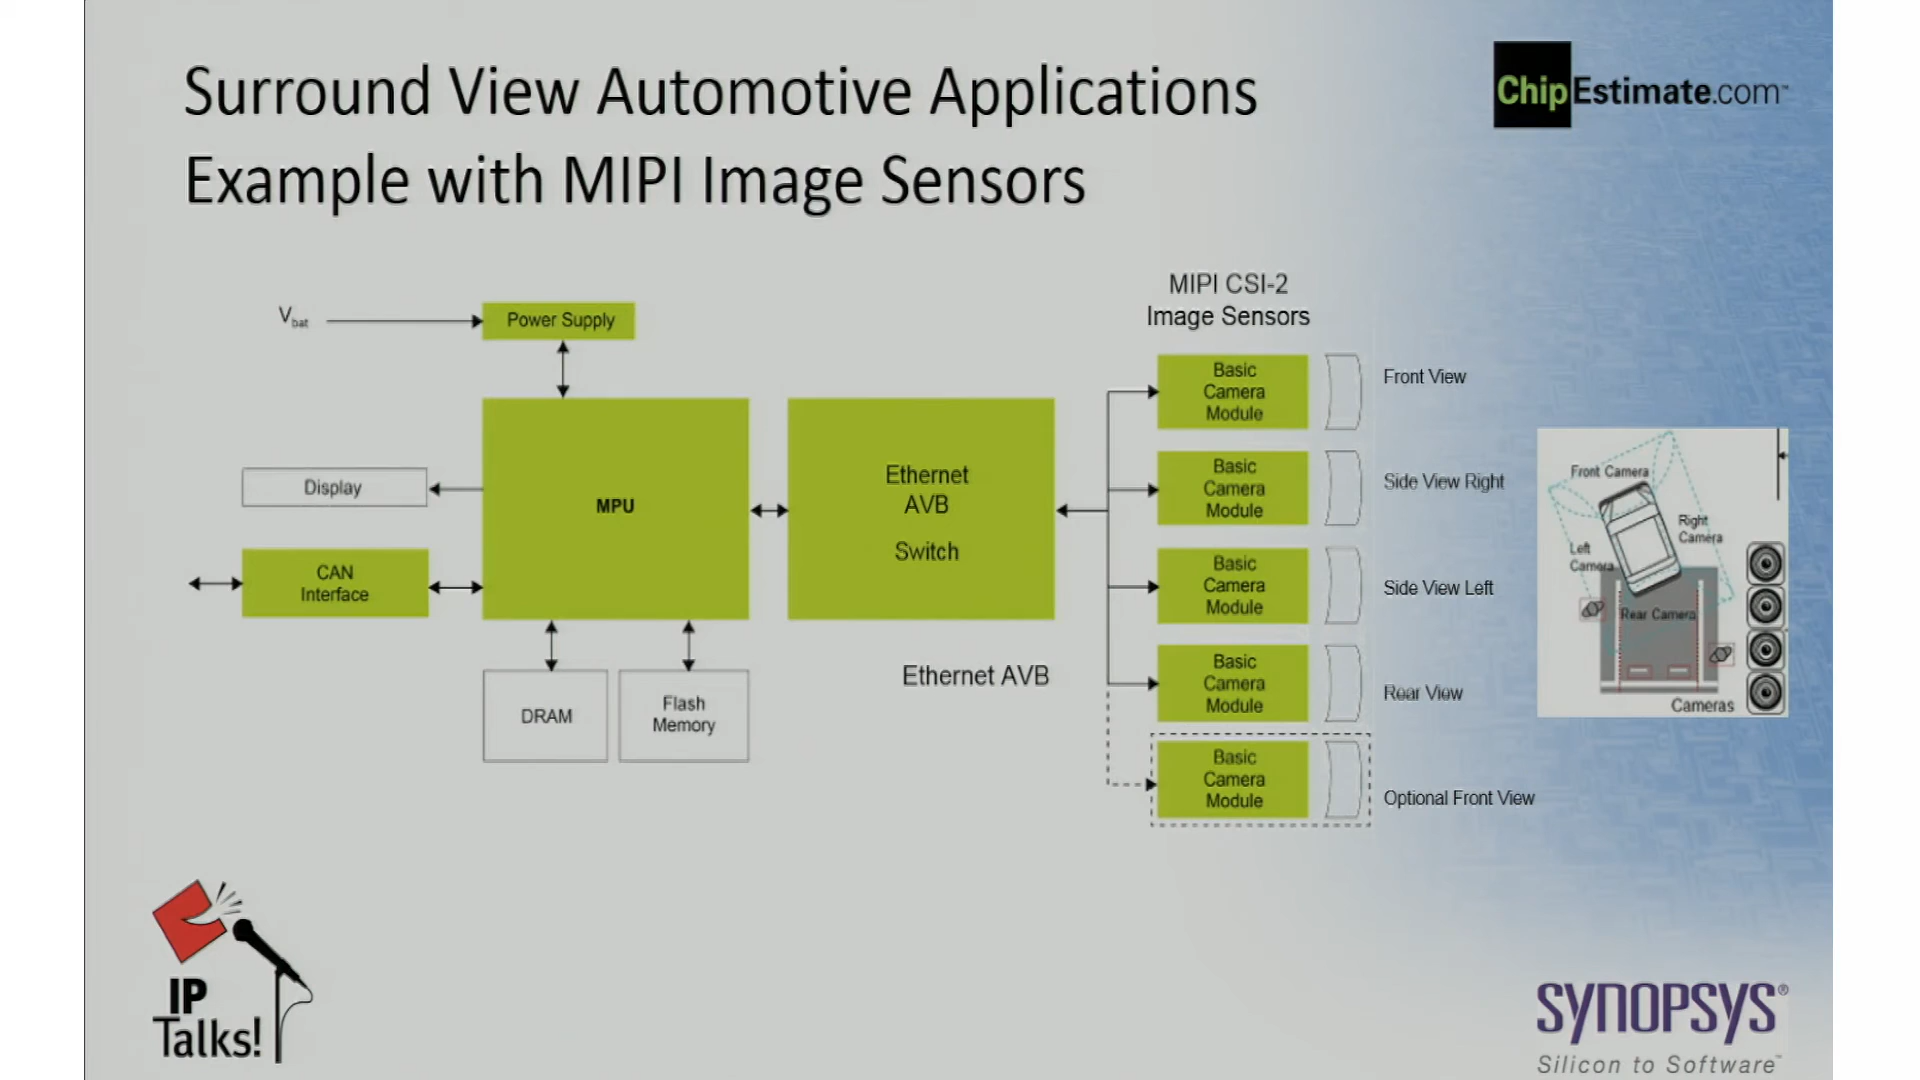 Surround View Automotive Applications
Example with MIPI Image Sensors
ChipEstimate.com™
MIPI CSI-2
Image Sensors
Vbat
Power Supply
Basic
Camera
Module
Front View
Display
MPU
Ethernet
AVB
Switch
Basic
Camera
Module
Side View Right
CAN
Interface
Basic
Camera
Module
Side View Left
Ethernet AVB
Basic
Camera
Module
Rear View
DRAM
Flash
Memory
Basic
Camera
Module
Optional Front View
Front Camera
Right
Camera
Left
Camera
Rear Camera
Cameras
IP
Talks!
SYNOPSYS®
Silicon to Software™